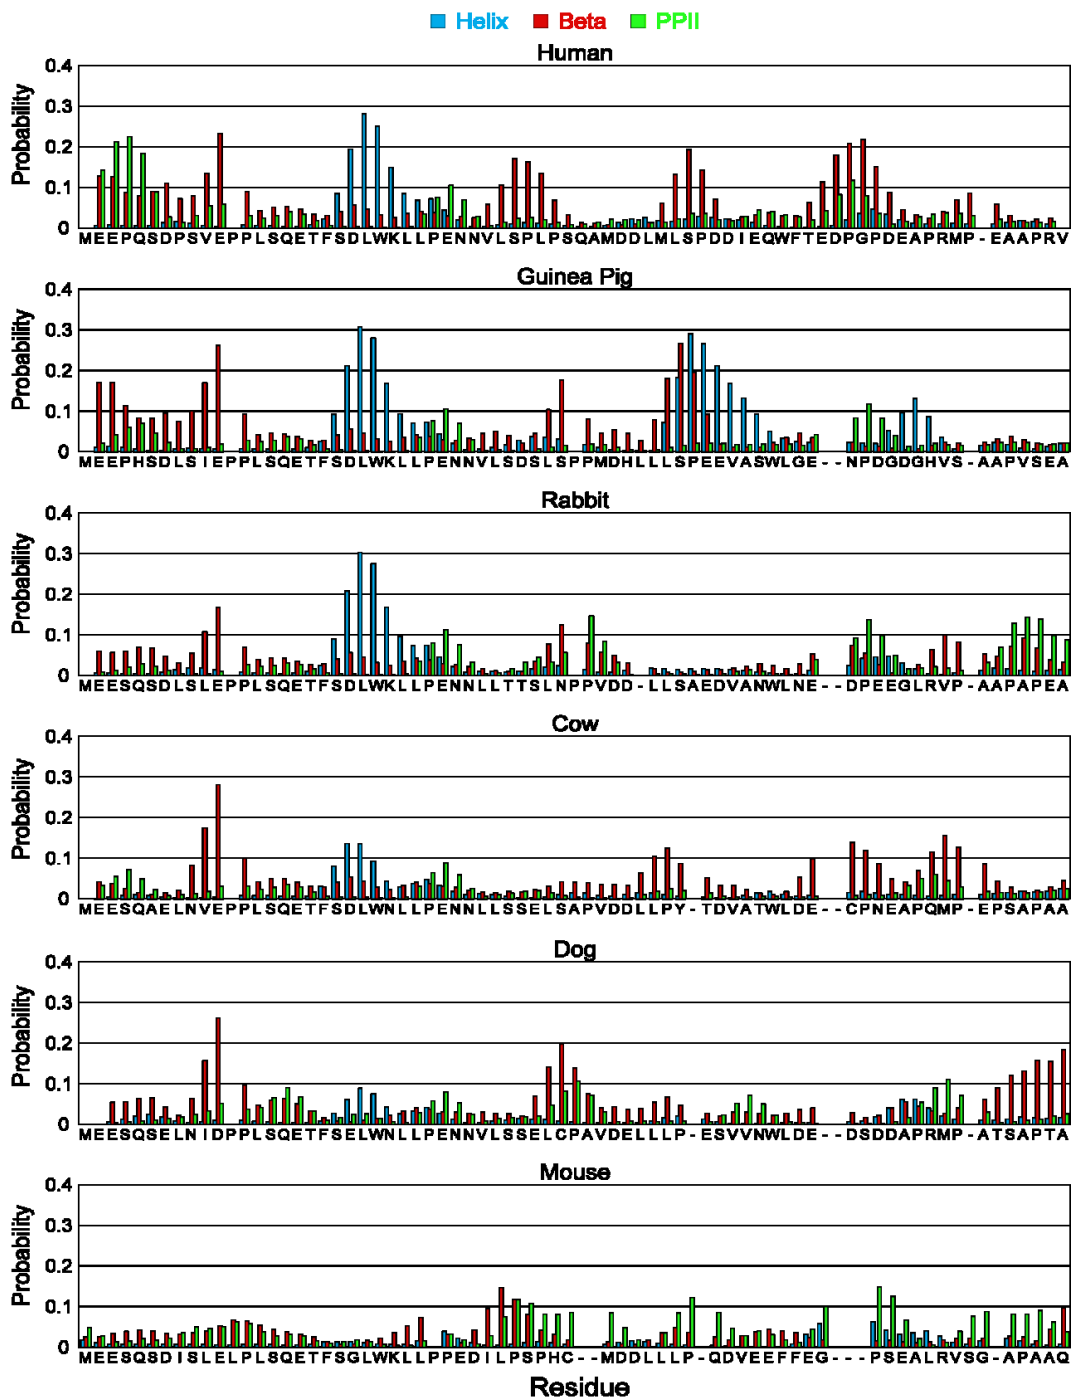 Helix Beta PPII
Human
Probability
0.4
0.3
0.2
0.1
0
MEEPQSDPSVEPPLSQETFSDLWKLLPENNVLSPLPSQAMDDLMLSPDDIEQWFTEDPGPDEAPRMP-EAAPRV
Guinea Pig
Probability
0.4
0.3
0.2
0.1
0
MEEPHSDLSIEPPLSQETFSDLWKLLPENNVLSDSLSPPMDHLLLSPEEVASWLGE--NPDGDGHVS-AAPVSEA
Rabbit
Probability
0.4
0.3
0.2
0.1
0
MEESQSDLSLEPPLSQETFSDLWKLLPENNLLTTSLNPPVDD-LLSAEDVANWLNE--DPEEGLRVP-AAPAPEA
Cow
Probability
0.4
0.3
0.2
0.1
0
MEESQAELNVEPPLSQETFSDLWNLLPENNLLSSELSAPVDDLLPY-TDVATWLDE--CPNEAPQMP-EPSAPAA
Dog
Probability
0.4
0.3
0.2
0.1
0
MEESQSELNIDPPLSQETFSELWNLLPENNVLSSELCPAVDELLLP-ESVVNWLDE--DSDDAPRMP-ATSAPTA
Mouse
Probability
0.4
0.3
0.2
0.1
0
MEESQSDISLELPLSQETFSGLWKLLPPEDILPSPHC--MDDLLLP-QDVEEFFEG---PSEALRVSG-APAAQ
Residue